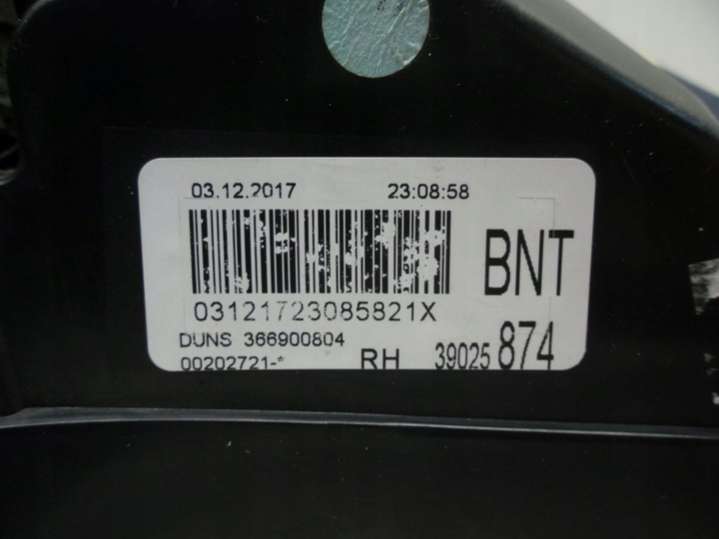 03.12.2017 23:08:58
BNT
03121723085821X
DUNS 366900804
00202721-* RH 39025 874